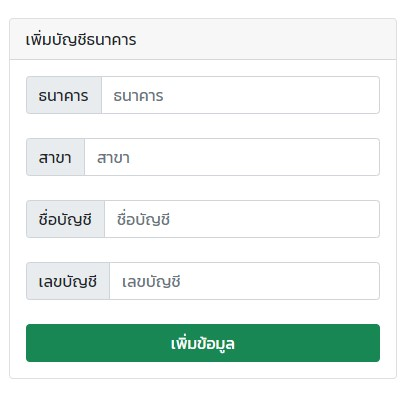 เพิ่มบัญชีธนาคาร
ธนาคาร ธนาคาร
สาขา สาขา
ชื่อบัญชี ชื่อบัญชี
เลขบัญชี เลขบัญชี
เพิ่มข้อมูล